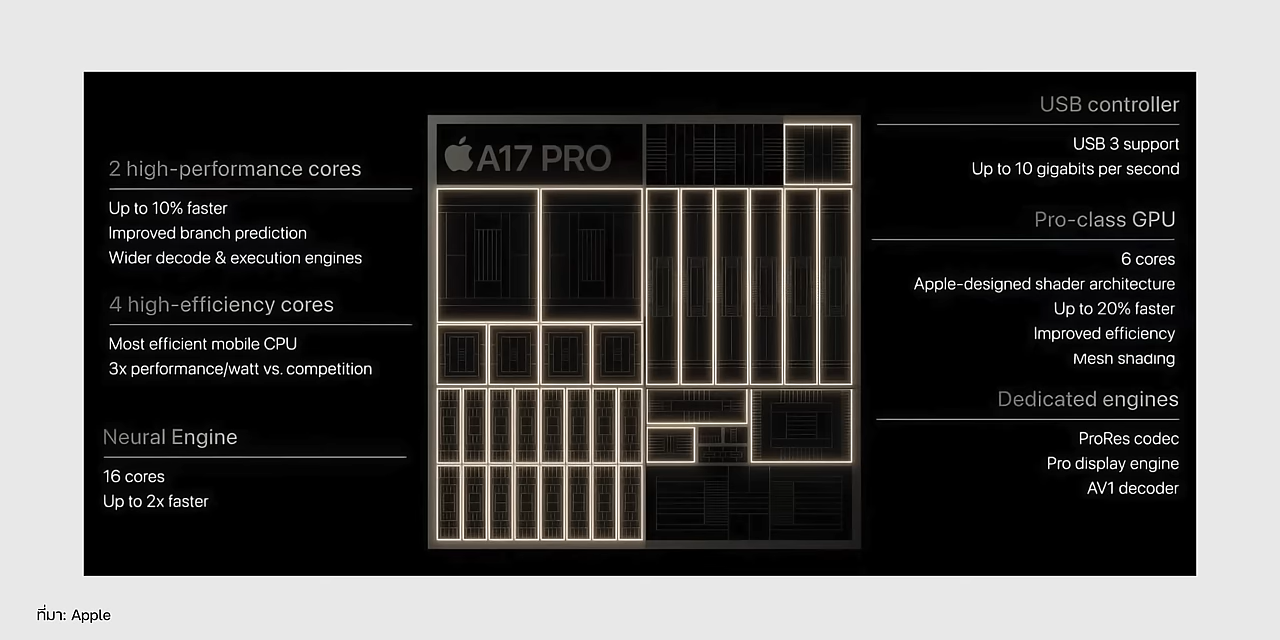 A17 PRO
2 high-performance cores
Up to 10% faster
Improved branch prediction
Wider decode & execution engines
4 high-efficiency cores
Most efficient mobile CPU
3x performance/watt vs. competition
Neural Engine
16 cores
Up to 2x faster
USB controller
USB 3 support
Up to 10 gigabits per second
Pro-class GPU
6 cores
Apple-designed shader architecture
Up to 20% faster
Improved efficiency
Mesh shading
Dedicated engines
ProRes codec
Pro display engine
AV1 decoder
ที่มา: Apple